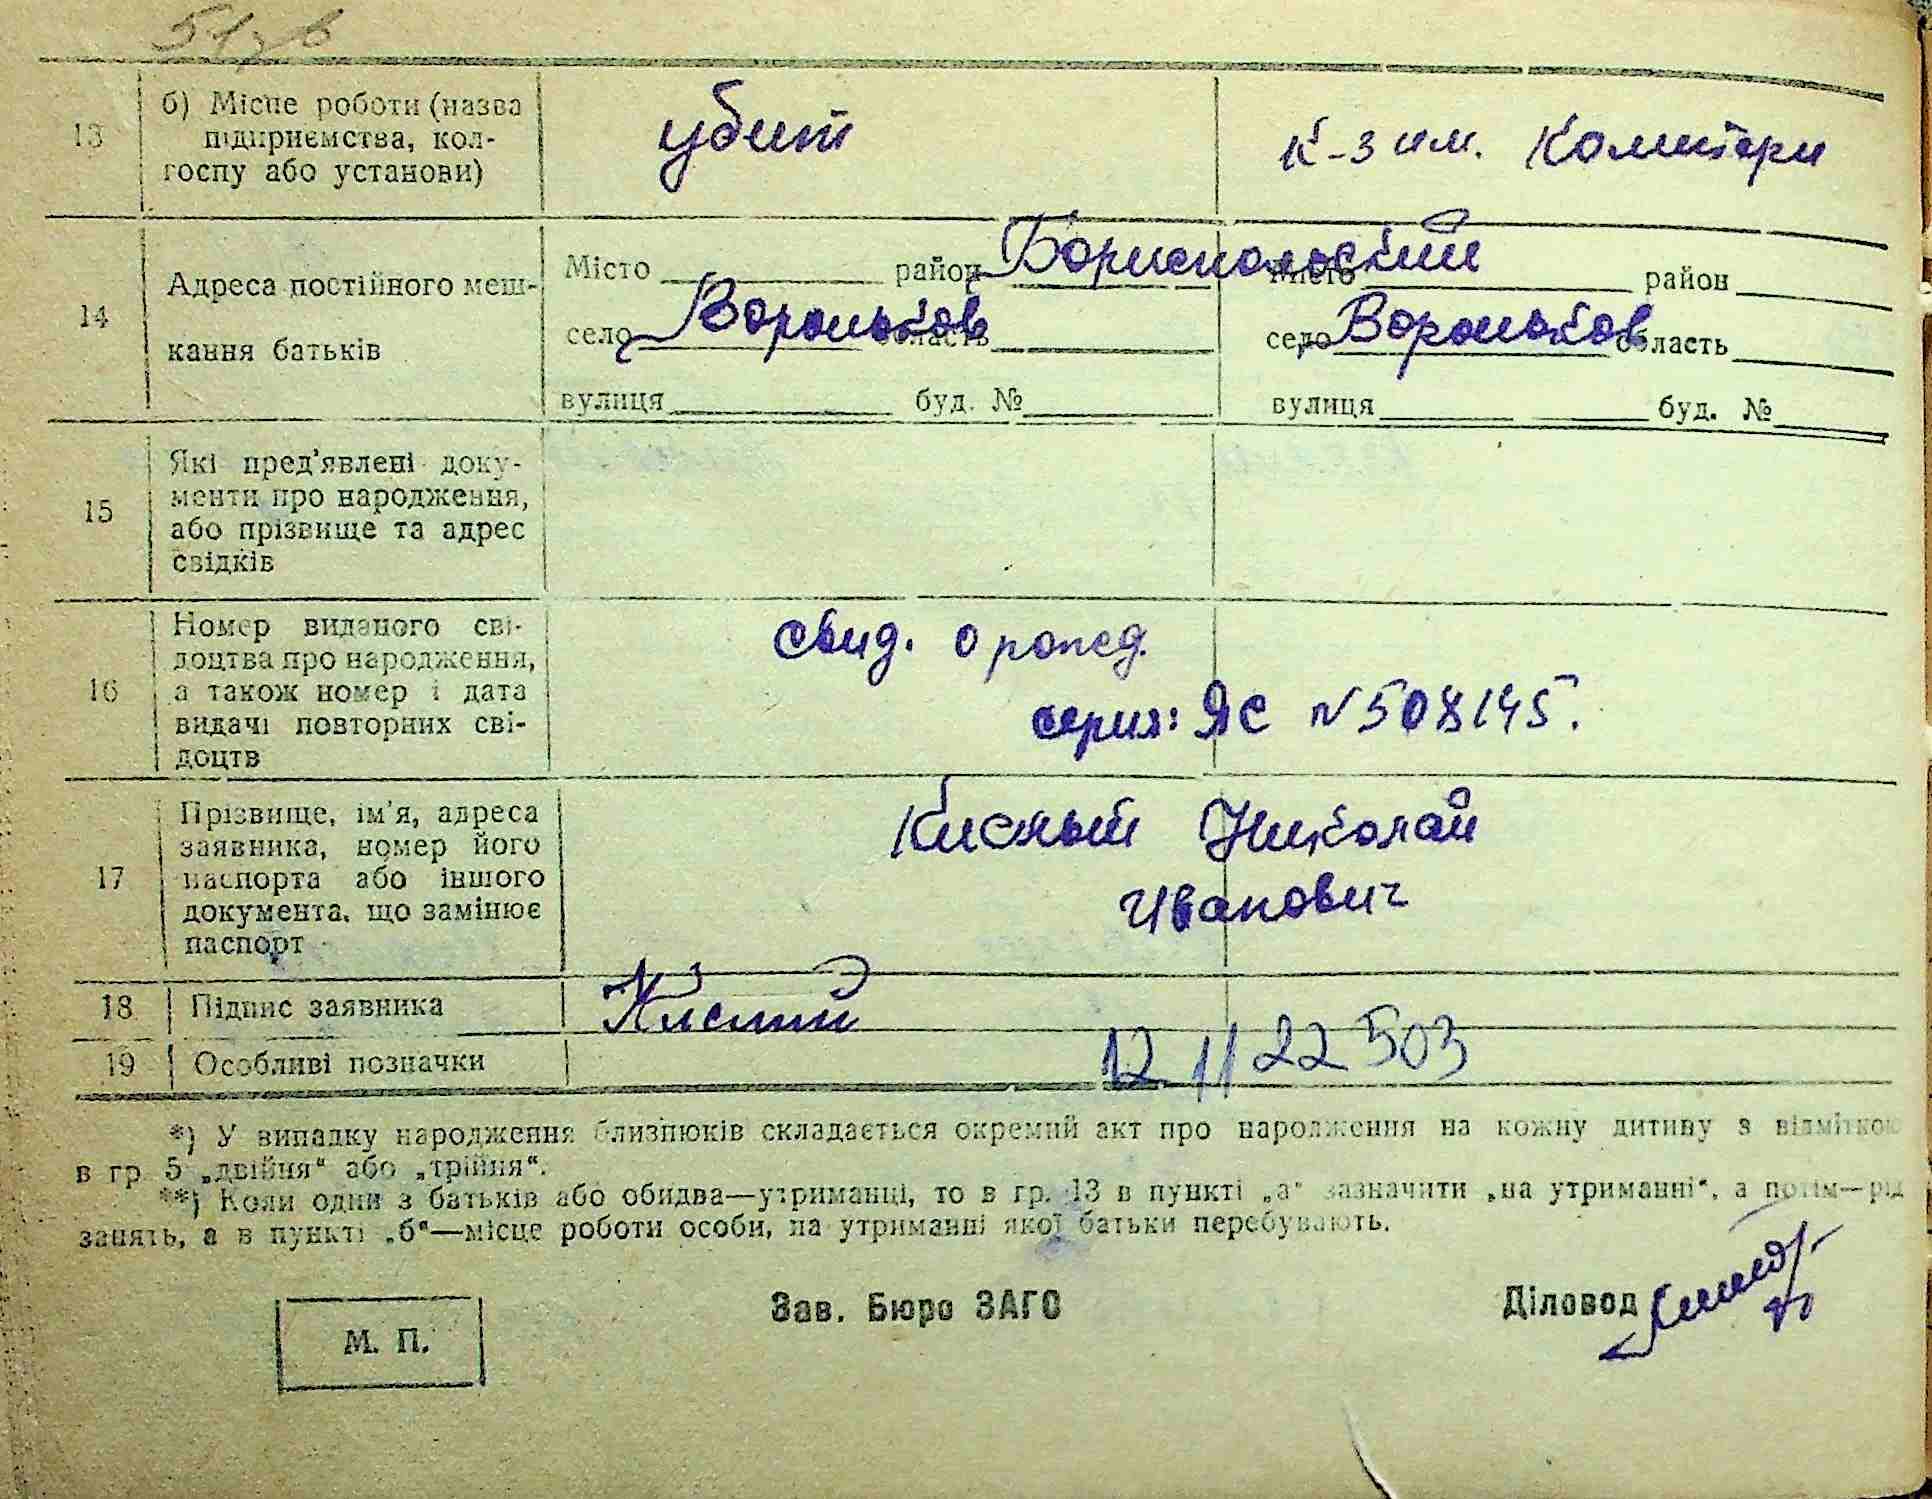 13
б) Місце роботи (назва
підприємства, кол-
госпу або установи)
убит
к-з им. Коминтерн
14
Адреса постійного меш-
кання батьків
Місто район Бориспольский
село Вороньков область
вулиця буд. №
Місто район
село Вороньков область
вулиця буд. №
15
Які пред'явлені доку-
менти про народження,
або прізвище та адрес
свідків
16
Номер виданого сві-
доцтва про народження,
а також номер і дата
видачі повторних сві-
доцтв
свид. о рожд.
серия: ЯС N 508145.
17
Прізвище, ім'я, адреса
заявника, номер його
паспорта або іншого
документа, що замінює
паспорт
Кислый Николай
Иванович
18
Підпис заявника
19
Особливі позначки
12 11 22 503
*) У випадку народження близнюків складається окремий акт про народження на кожну дитину з відміткою
в гр 5 „двійня“ або „трійня“.
**) Коли один з батьків або обидва—утриманці, то в гр. 13 в пункті „а“ зазначити „на утриманні“, а потім—рід
занять, а в пункті „б“—місце роботи особи, на утриманні якої батьки перебувають.
М. П.
Зав. Бюро ЗАГС
Діловод